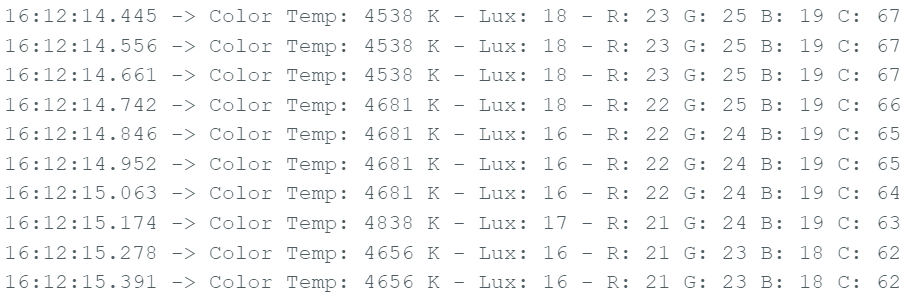 16:12:14.445 -> Color Temp: 4538 K - Lux: 18 - R: 23 G: 25 B: 19 C: 67
16:12:14.556 -> Color Temp: 4538 K - Lux: 18 - R: 23 G: 25 B: 19 C: 67
16:12:14.661 -> Color Temp: 4538 K - Lux: 18 - R: 23 G: 25 B: 19 C: 67
16:12:14.742 -> Color Temp: 4681 K - Lux: 18 - R: 22 G: 25 B: 19 C: 66
16:12:14.846 -> Color Temp: 4681 K - Lux: 16 - R: 22 G: 24 B: 19 C: 65
16:12:14.952 -> Color Temp: 4681 K - Lux: 16 - R: 22 G: 24 B: 19 C: 65
16:12:15.063 -> Color Temp: 4681 K - Lux: 16 - R: 22 G: 24 B: 19 C: 64
16:12:15.174 -> Color Temp: 4838 K - Lux: 17 - R: 21 G: 24 B: 19 C: 63
16:12:15.278 -> Color Temp: 4656 K - Lux: 16 - R: 21 G: 23 B: 18 C: 62
16:12:15.391 -> Color Temp: 4656 K - Lux: 16 - R: 21 G: 23 B: 18 C: 62